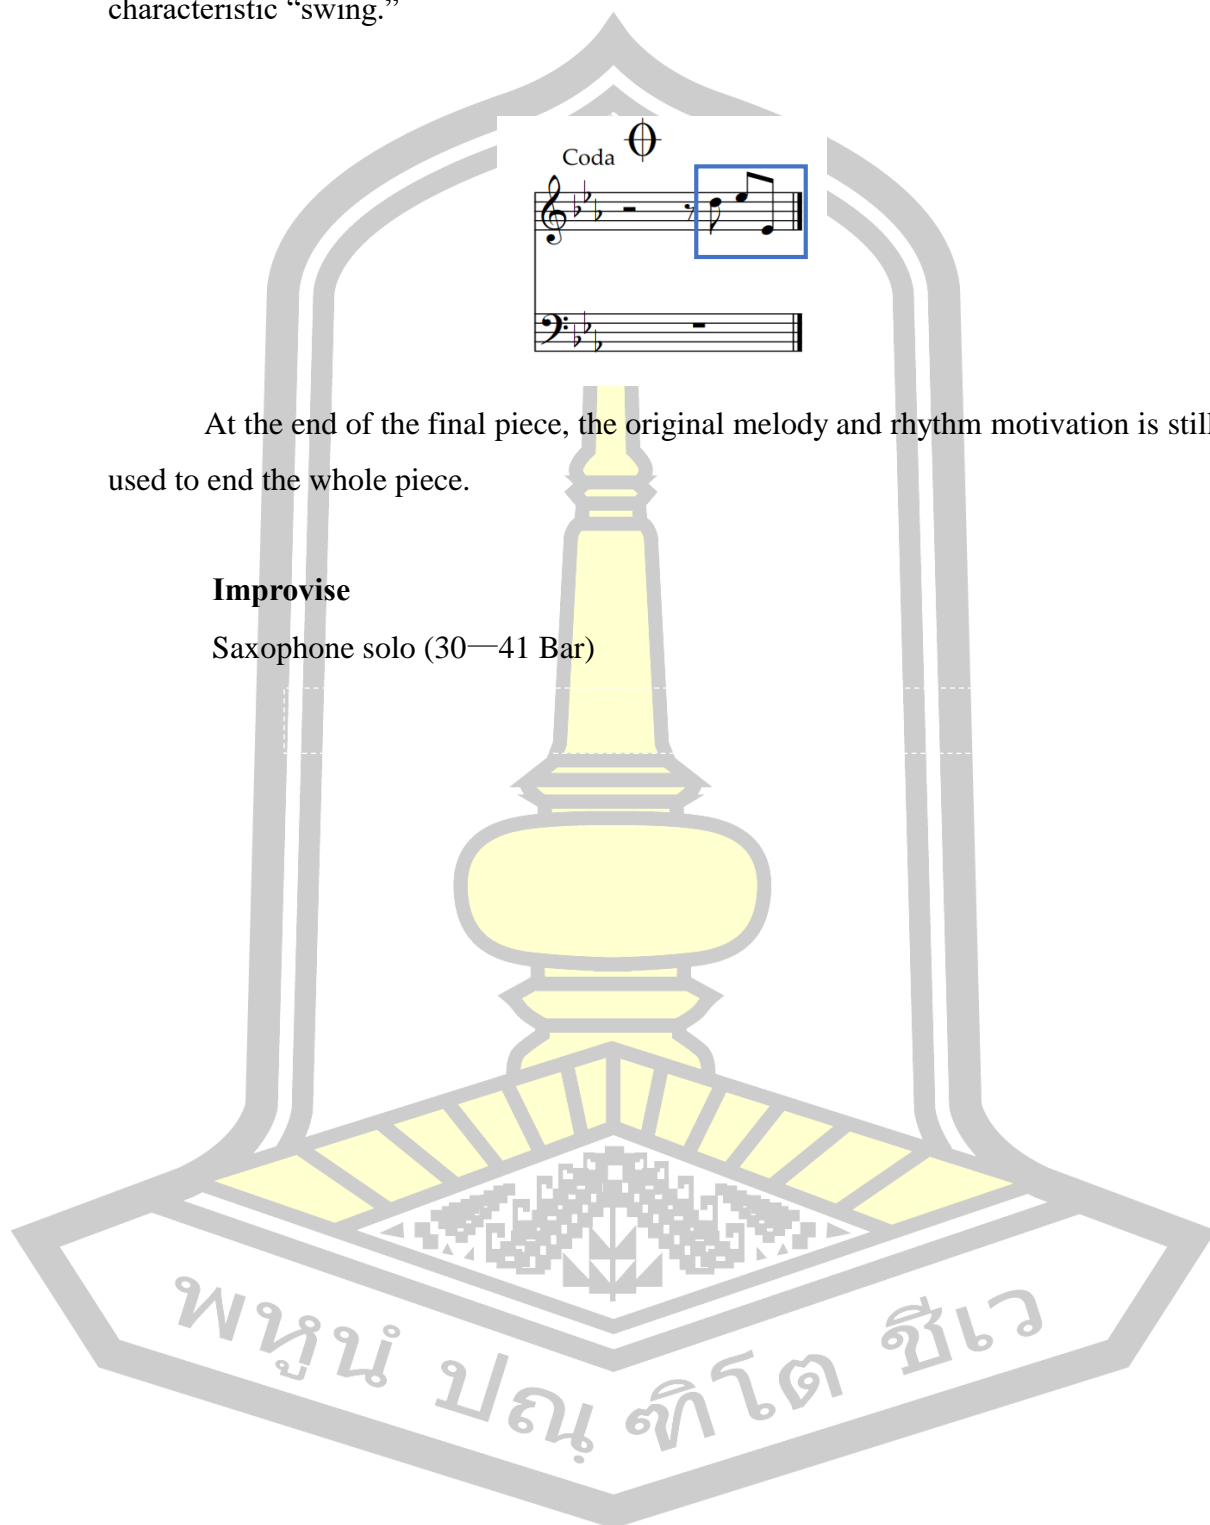 characteristic “swing.”
Coda
At the end of the final piece, the original melody and rhythm motivation is still
used to end the whole piece.
Improvise
Saxophone solo (30—41 Bar)
พหูนํ ปณฺฑิโต ชีเว